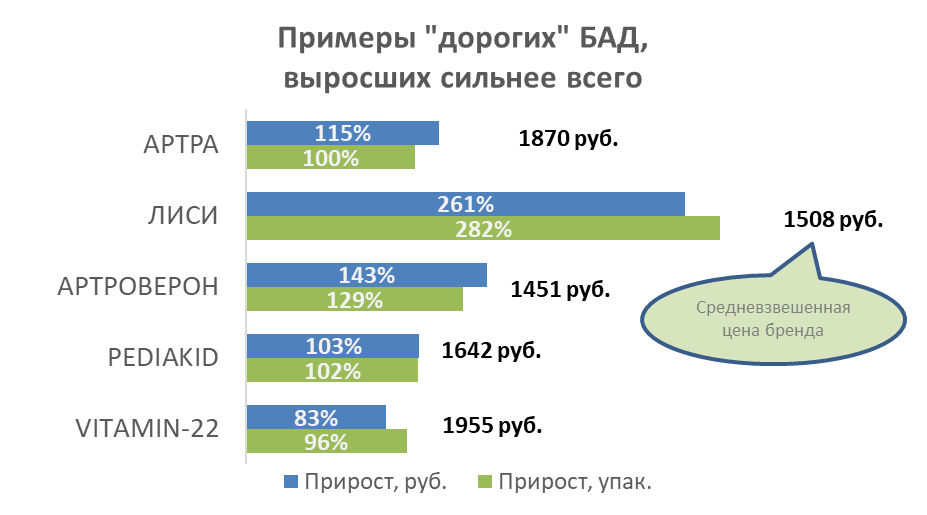 Примеры "дорогих" БАД,
выросших сильнее всего
АРТРА
115%
100%
1870 руб.
ЛИСИ
261%
282%
1508 руб.
АРТРОВЕРОН
143%
129%
1451 руб.
Средневзвешенная
цена бренда
PEDIAKID
103%
102%
1642 руб.
VITAMIN-22
83%
96%
1955 руб.
Прирост, руб.
Прирост, упак.